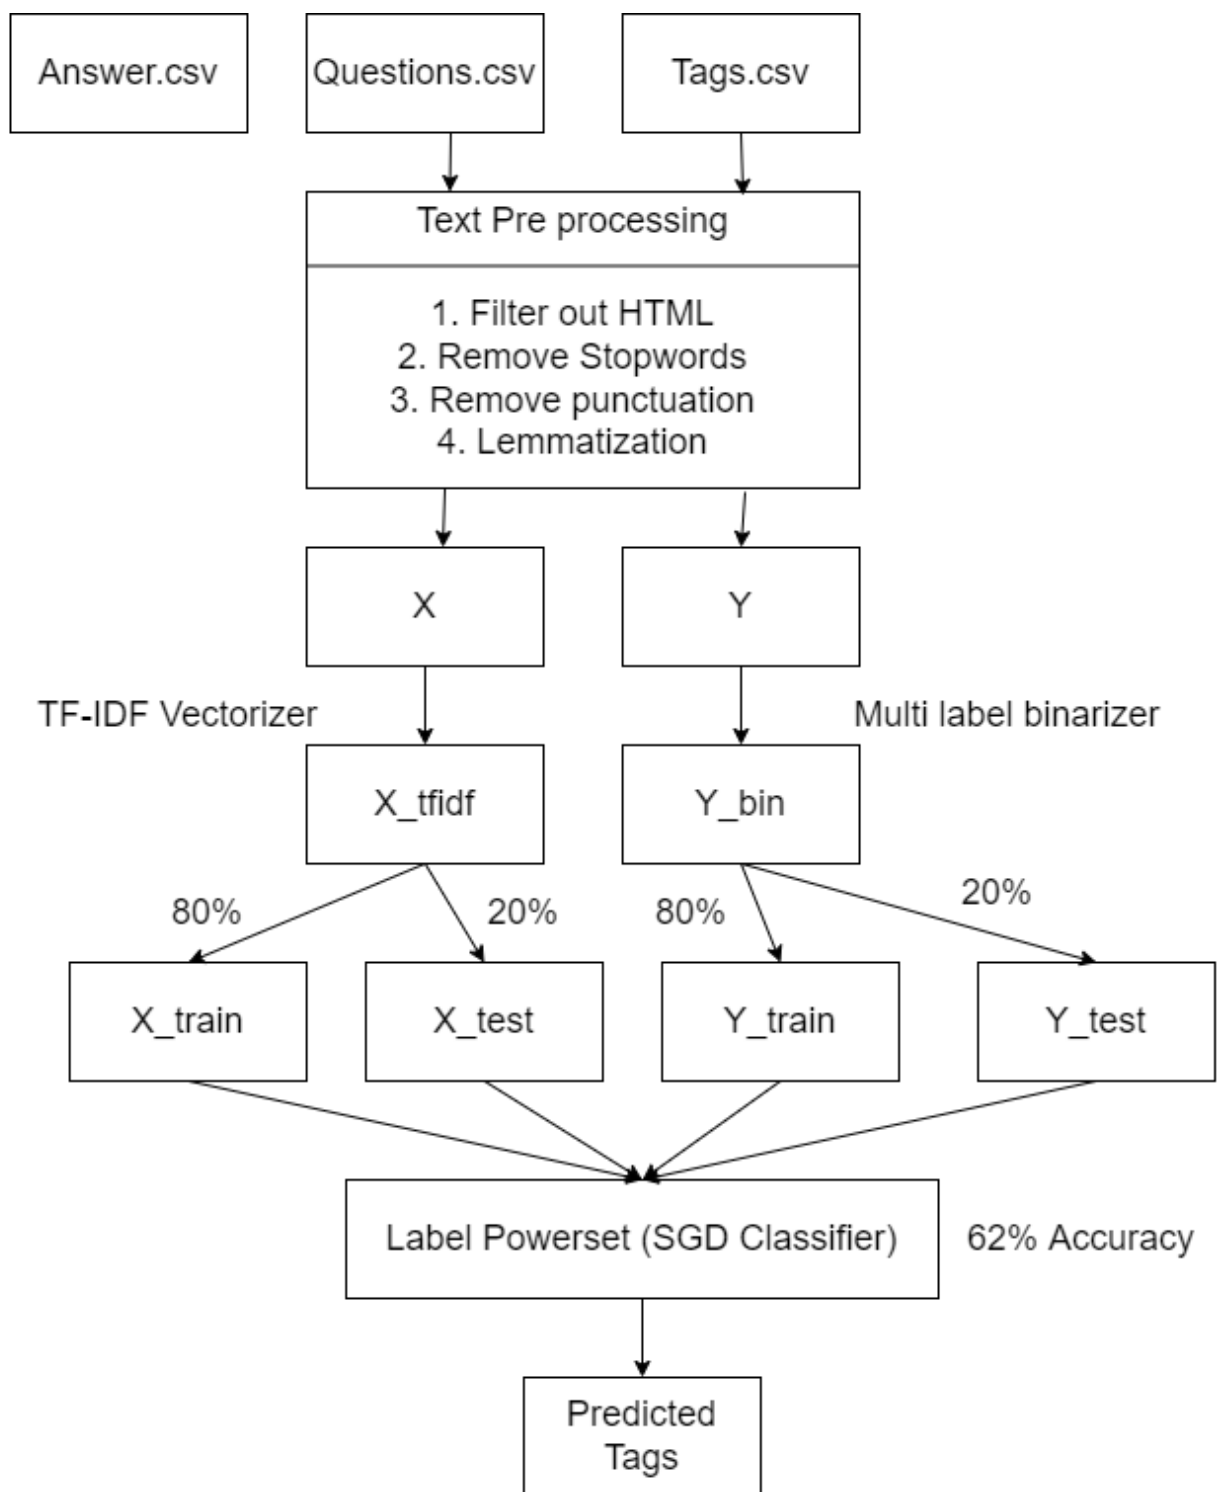 Answer.csv
Questions.csv
Tags.csv
Text Pre processing
1. Filter out HTML
2. Remove Stopwords
3. Remove punctuation
4. Lemmatization
X
Y
TF-IDF Vectorizer
Multi label binarizer
X_tfidf
Y_bin
80%
20%
80%
20%
X_train
X_test
Y_train
Y_test
Label Powerset (SGD Classifier)
62% Accuracy
Predicted
Tags